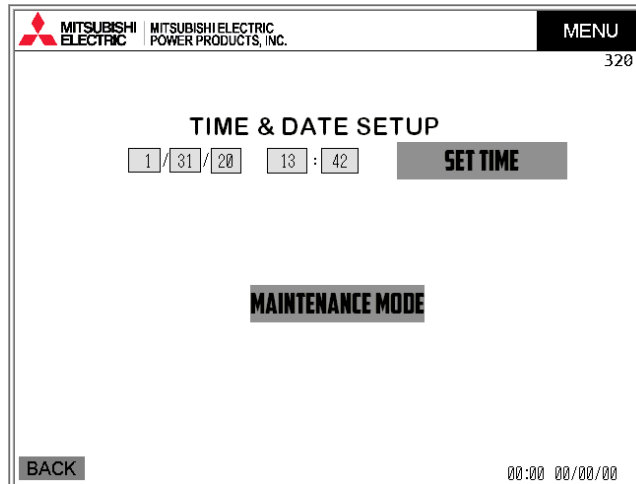 MITSUBISHI ELECTRIC MITSUBISHI ELECTRIC POWER PRODUCTS, INC.
MENU
320
TIME & DATE SETUP
1 / 31 / 20 13 : 42 SET TIME
MAINTENANCE MODE
BACK 00:00 00/00/00